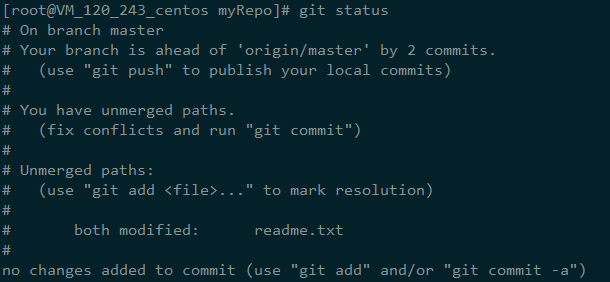 [root@VM_120_243_centos myRepo]# git status
# On branch master
# Your branch is ahead of 'origin/master' by 2 commits.
#   (use "git push" to publish your local commits)
#
# You have unmerged paths.
#   (fix conflicts and run "git commit")
#
# Unmerged paths:
#   (use "git add <file>..." to mark resolution)
#
#       both modified:      readme.txt
#
no changes added to commit (use "git add" and/or "git commit -a")